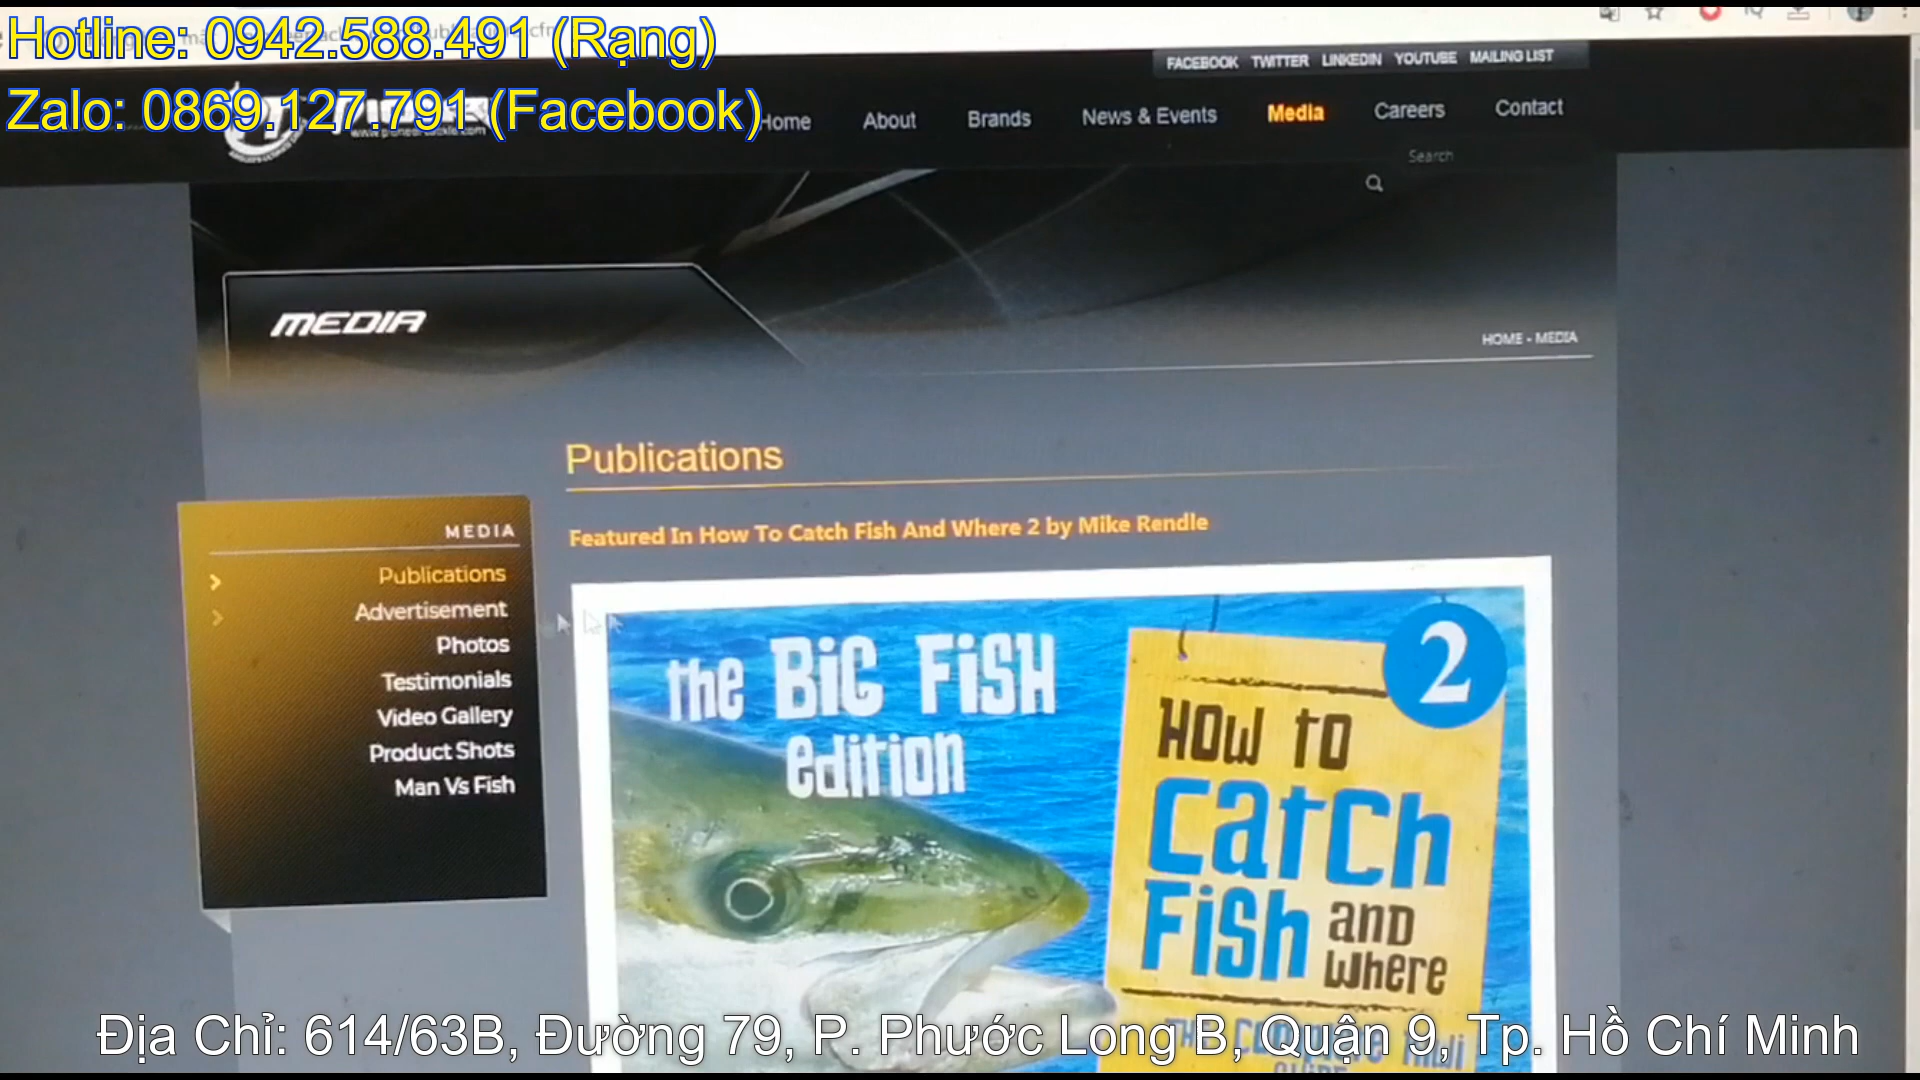 Hotline: 0942.588.491 (Rạng)
Zalo: 0869.127.791 (Facebook)
FACEBOOK TWITTER LINKEDIN YOUTUBE MAILING LIST
Home About Brands News & Events Media Careers Contact
Search
MEDIA
HOME - MEDIA
Publications
Featured In How To Catch Fish And Where 2 by Mike Rendle
MEDIA
Publications
Advertisement
Photos
Testimonials
Video Gallery
Product Shots
Man Vs Fish
the BiG FiSH
edition
2
HOW to
CatCh
FiSh and
where
THE COMPLETE
Địa Chỉ: 614/63B, Đường 79, P. Phước Long B, Quận 9, Tp. Hồ Chí Minh